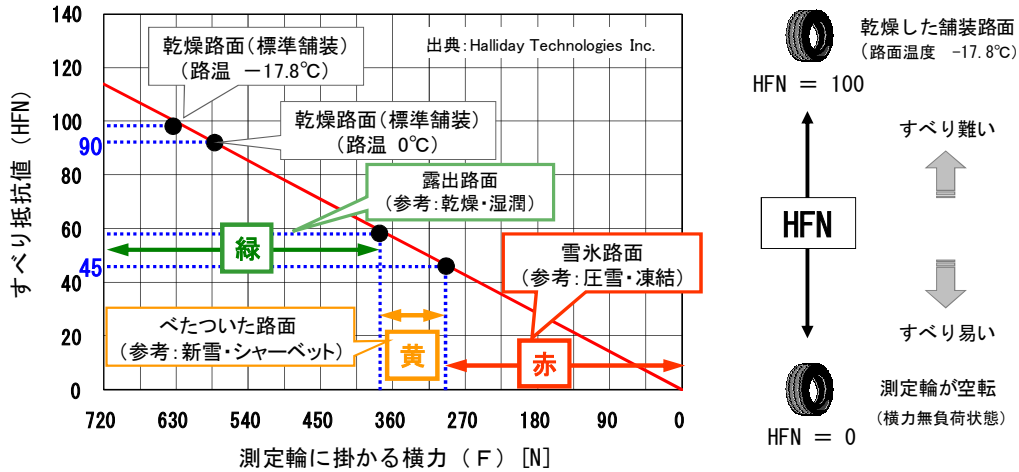 すべり抵抗値（HFN）
140
120
100
90
80
60
45
40
20
0
出典：Halliday Technologies Inc.
乾燥路面（標準舗装）
（路温　－17.8℃）
乾燥路面（標準舗装）
（路温　0℃）
露出路面
（参考：乾燥・湿潤）
緑
雪氷路面
（参考：圧雪・凍結）
べたついた路面
（参考：新雪・シャーベット）
黄
赤
720 630 540 450 360 270 180 90 0
測定輪に掛かる横力（Ｆ）[N]
乾燥した舗装路面
（路面温度　-17.8℃）
HFN = 100
すべり難い
HFN
すべり易い
測定輪が空転
（横力無負荷状態）
HFN = 0